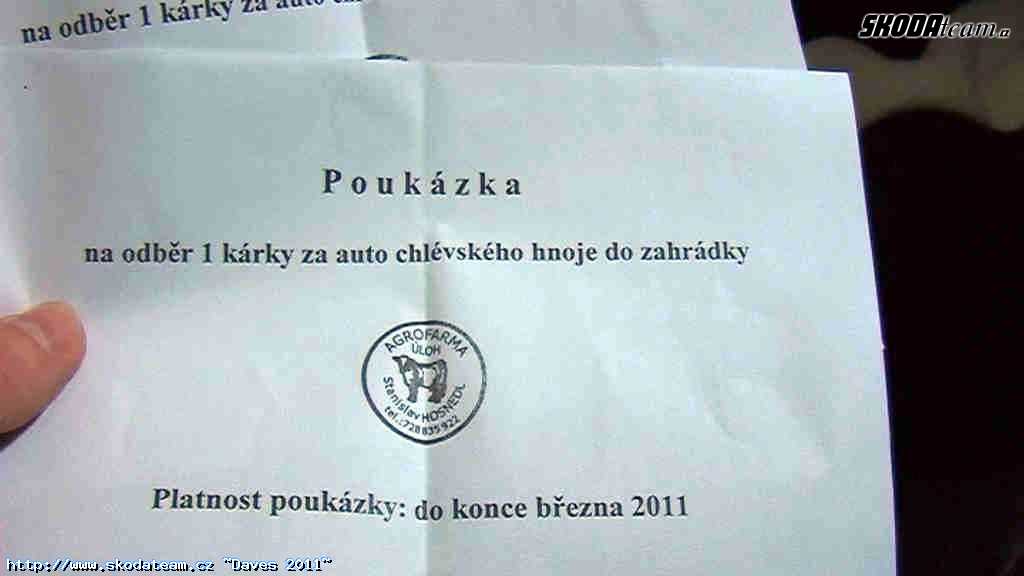 na odběr 1 kárky za auto
SKODAteam.cz
Poukázka
na odběr 1 kárky za auto chlévského hnoje do zahrádky
AGROFARMA
ÚLOH
Stanislav HOSNEDL
tel.:728 835 922
Platnost poukázky: do konce března 2011
http://www.skodateam.cz "Daves 2011"